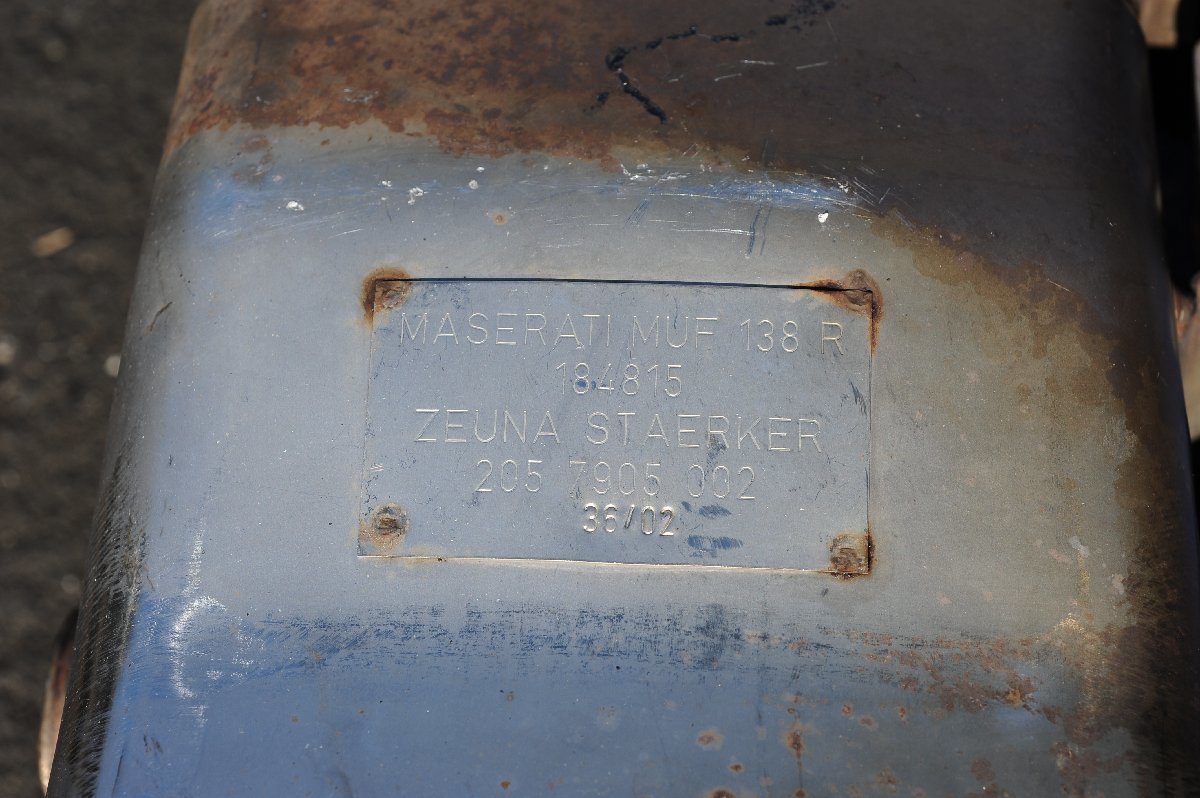 MASERATI MUF 138 R
184815
ZEUNA STAERKER
205 7905 002
36/02